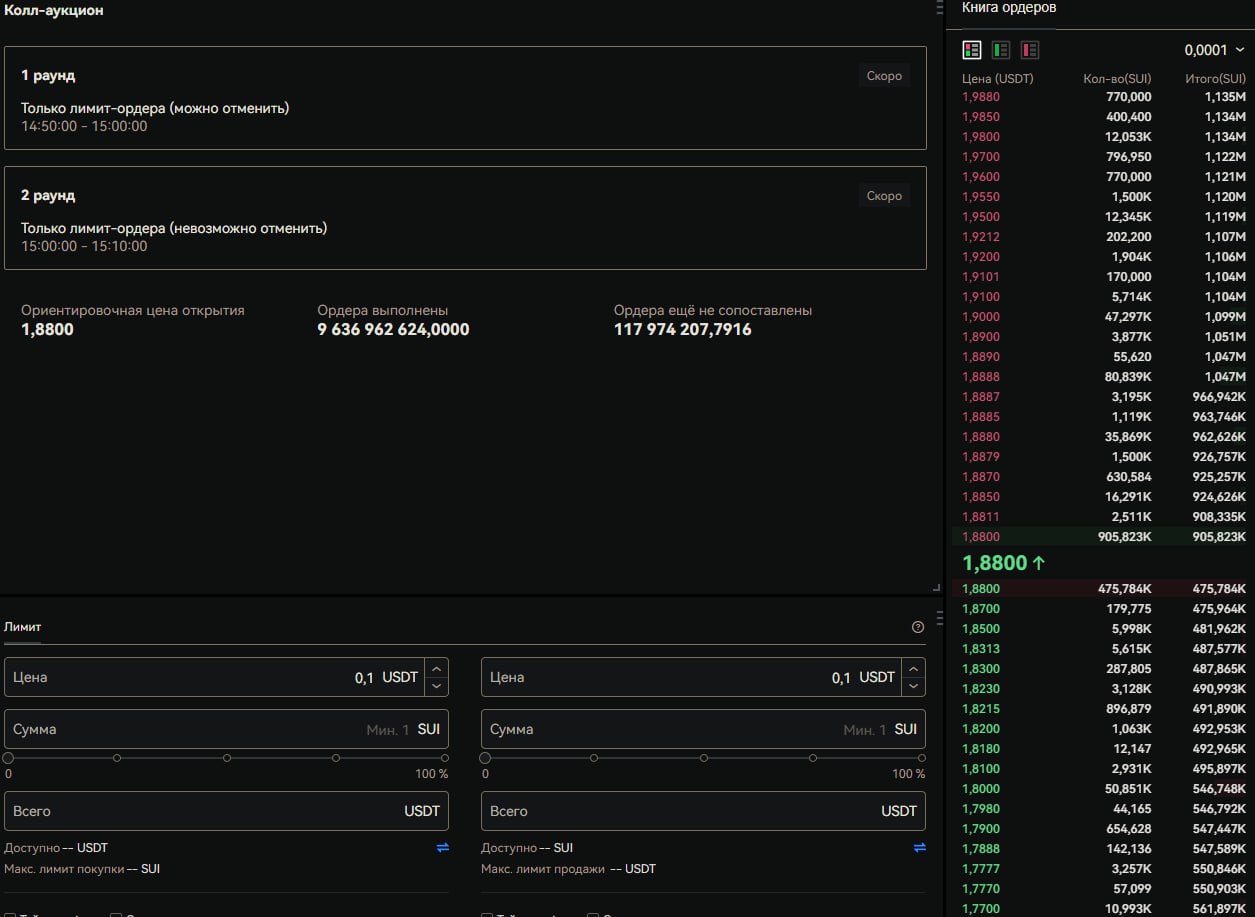 Колл-аукцион
1 раунд
Скоро
Только лимит-ордера (можно отменить)
14:50:00 - 15:00:00
2 раунд
Скоро
Только лимит-ордера (невозможно отменить)
15:00:00 - 15:10:00
Ориентировочная цена открытия
1,8800
Ордера выполнены
9 636 962 624,0000
Ордера ещё не сопоставлены
117 974 207,7916
Лимит
Цена 0,1 USDT
Сумма Мин. 1 SUI
0 100 %
Всего USDT
Доступно -- USDT
Макс. лимит покупки -- SUI
Цена 0,1 USDT
Сумма Мин. 1 SUI
0 100 %
Всего USDT
Доступно -- SUI
Макс. лимит продажи -- USDT
Книга ордеров
0,0001
Цена (USDT) Кол-во(SUI) Итого(SUI)
1,9880 770,000 1,135M
1,9850 400,400 1,134M
1,9800 12,053K 1,134M
1,9700 796,950 1,122M
1,9600 770,000 1,121M
1,9550 1,500K 1,120M
1,9500 12,345K 1,119M
1,9212 202,200 1,107M
1,9200 1,904K 1,106M
1,9101 170,000 1,104M
1,9100 5,714K 1,104M
1,9000 47,297K 1,099M
1,8900 3,877K 1,051M
1,8890 55,620 1,047M
1,8888 80,839K 1,047M
1,8887 3,195K 966,942K
1,8885 1,119K 963,746K
1,8880 35,869K 962,626K
1,8879 1,500K 926,757K
1,8870 630,584 925,257K
1,8850 16,291K 924,626K
1,8811 2,511K 908,335K
1,8800 905,823K 905,823K
1,8800
1,8800 475,784K 475,784K
1,8700 179,775 475,964K
1,8500 5,998K 481,962K
1,8313 5,615K 487,577K
1,8300 287,805 487,865K
1,8230 3,128K 490,993K
1,8215 896,879 491,890K
1,8200 1,063K 492,953K
1,8180 12,147 492,965K
1,8100 2,931K 495,897K
1,8000 50,851K 546,748K
1,7980 44,165 546,792K
1,7900 654,628 547,447K
1,7888 142,136 547,589K
1,7777 3,257K 550,846K
1,7770 57,099 550,903K
1,7700 10,993K 561,897K